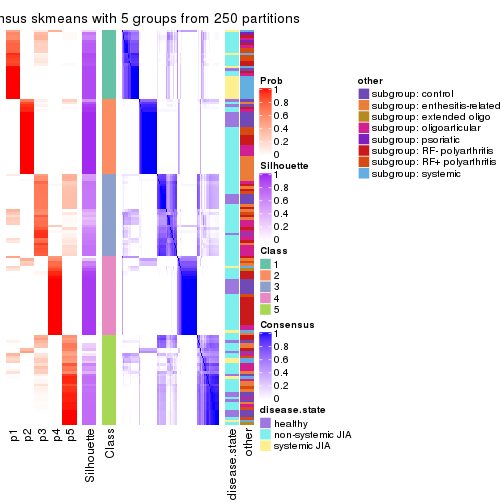 nsus skmeans with 5 groups from 250 partitions
Prob
1
0.8
0.6
0.4
0.2
0
Silhouette
1
0.8
0.6
0.4
0.2
0
Class
1
2
3
4
5
Consensus
1
0.8
0.6
0.4
0.2
0
disease.state
healthy
non-systemic JIA
systemic JIA
other
subgroup: control
subgroup: enthesitis-related
subgroup: extended oligo
subgroup: oligoarticular
subgroup: psoriatic
subgroup: RF- polyarthritis
subgroup: RF+ polyarthritis
subgroup: systemic
p1
p2
p3
p4
p5
Silhouette
Class
disease.state
other